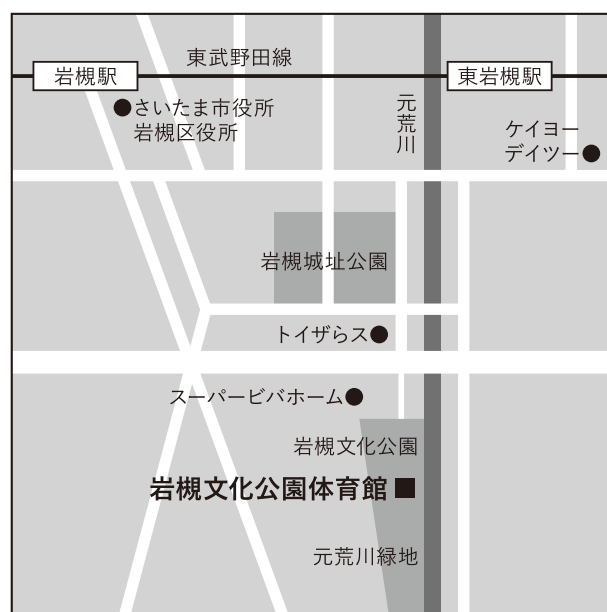 東武野田線
岩槻駅
東岩槻駅
さいたま市役所
岩槻区役所
元荒川
ケイヨー
デイツー
岩槻城址公園
トイザらス
スーパービバホーム
岩槻文化公園
岩槻文化公園体育館
元荒川緑地